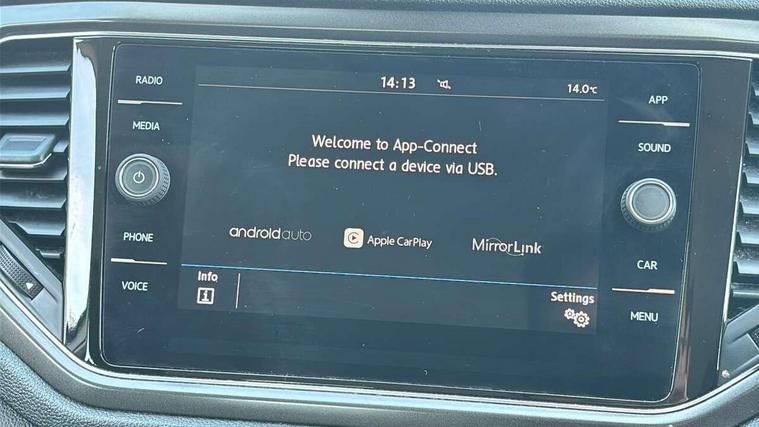 RADIO
MEDIA
PHONE
VOICE
14:13
14.0°C
Welcome to App-Connect
Please connect a device via USB.
androidauto
Apple CarPlay
MirrorLink
Info
i
Settings
APP
SOUND
CAR
MENU